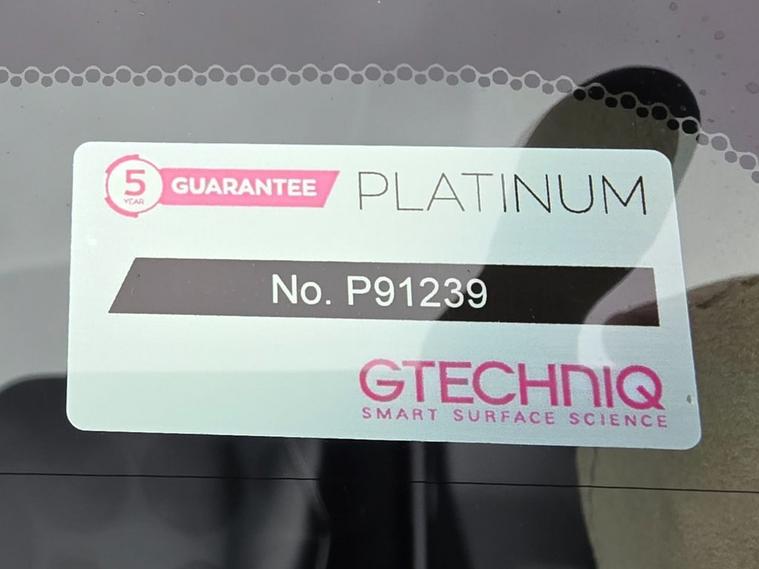 5 YEAR GUARANTEE PLATINUM
No. P91239
GTECHNIQ
SMART SURFACE SCIENCE